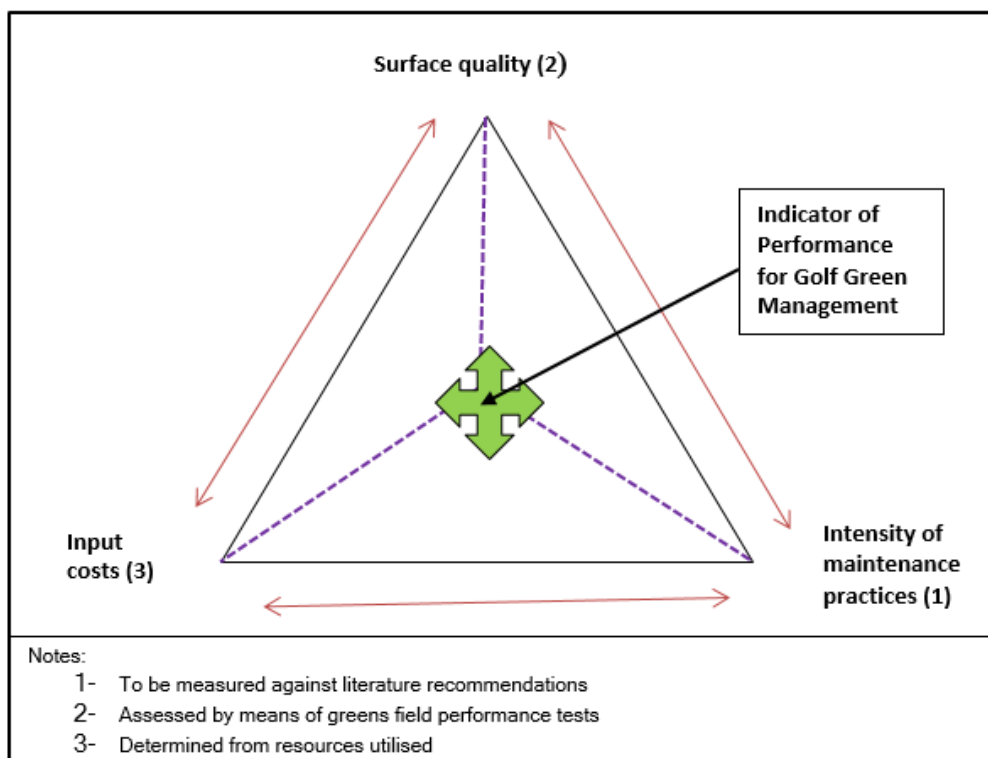 Surface quality (2)
Indicator of
Performance
for Golf Green
Management
Input
costs (3)
Intensity of
maintenance
practices (1)
Notes:
1- To be measured against literature recommendations
2- Assessed by means of greens field performance tests
3- Determined from resources utilised